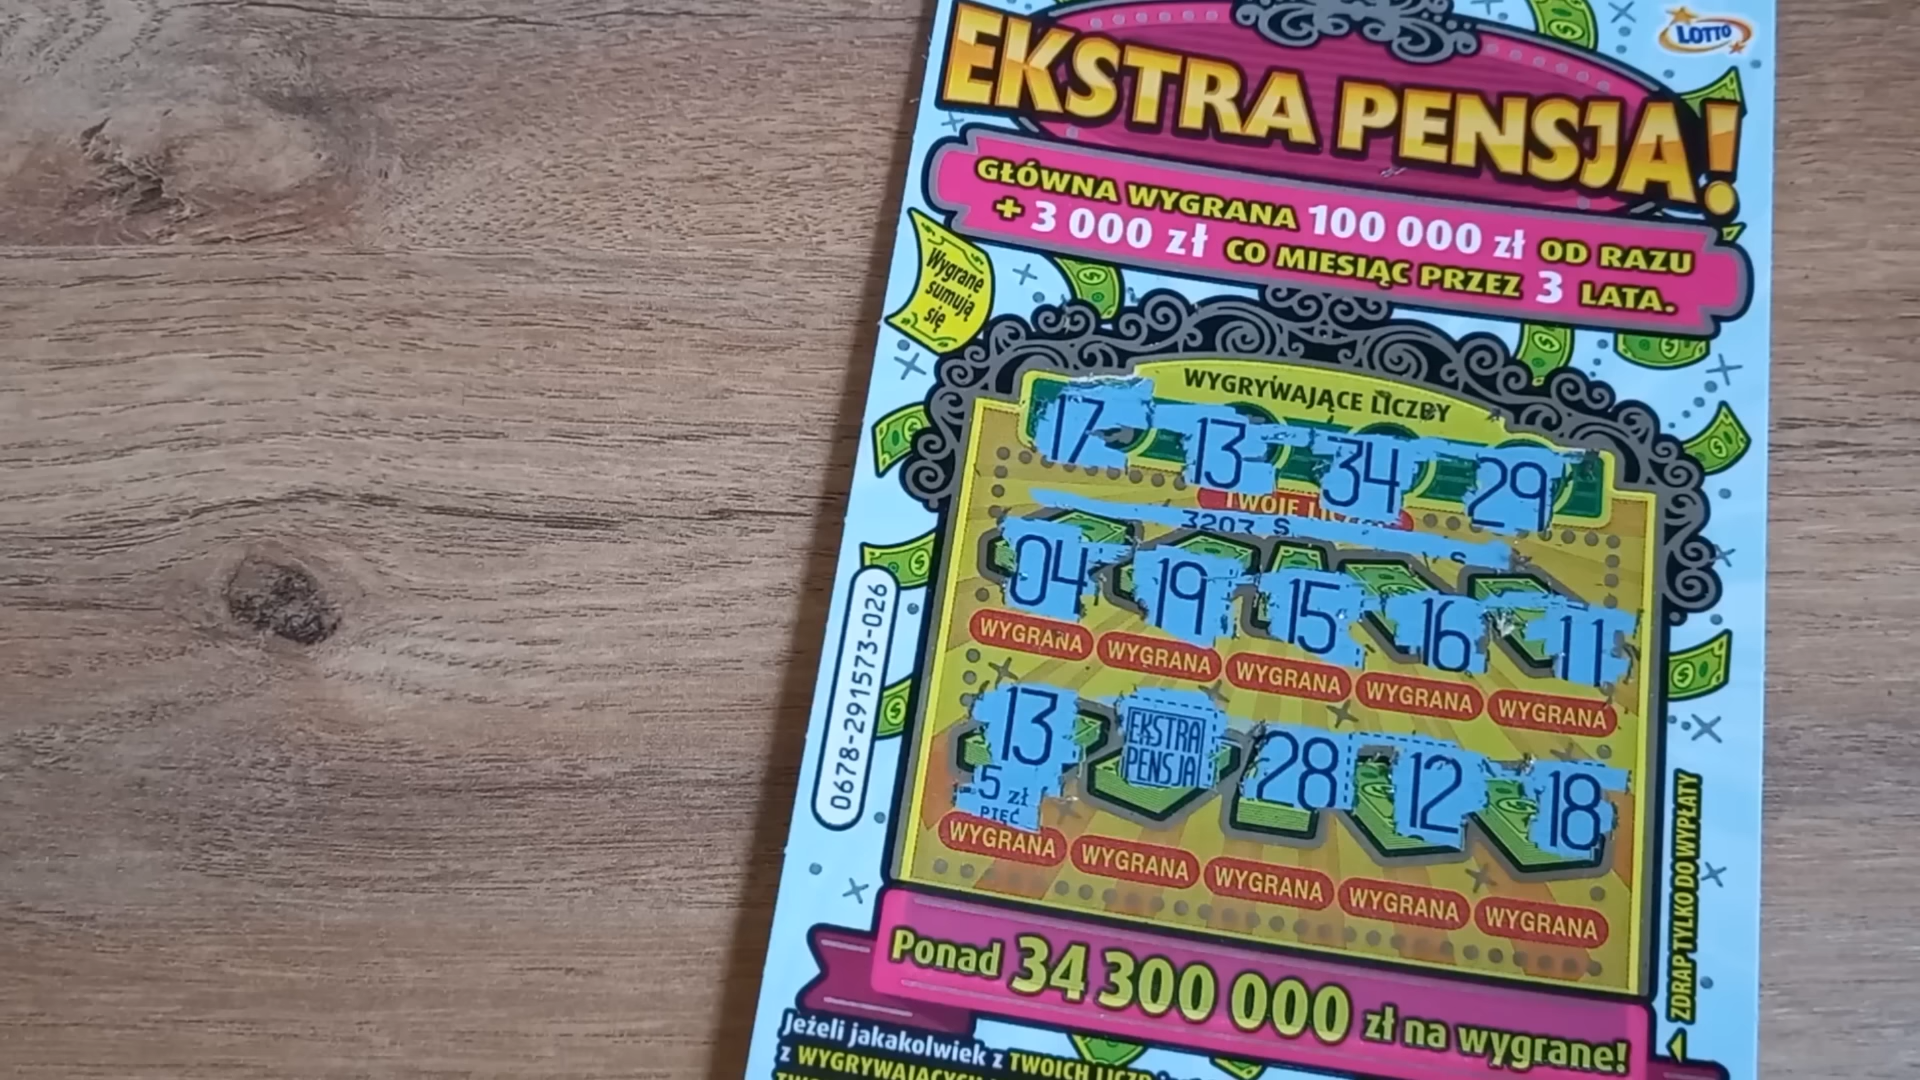 LOTTO
EKSTRA PENSJA!
GŁÓWNA WYGRANA 100 000 zł OD RAZU
+ 3 000 zł CO MIESIĄC PRZEZ 3 LATA.
Wygrane
sumują
się
WYGRYWAJĄCE LICZBY
17 13 34 29
TWOJE
3203 S S
04 19 15 16 11
WYGRANA WYGRANA WYGRANA WYGRANA WYGRANA
13 EKSTRA PENSJA 28 12 18
5 zł
PIĘĆ
WYGRANA WYGRANA WYGRANA WYGRANA WYGRANA
0678-291573-026
ZDRAP TYLKO DO WYPŁATY
Ponad 34 300 000 zł na wygrane!
Jeżeli jakakolwiek z TWOICH LICZB
z WYGRYWAJĄCYCH